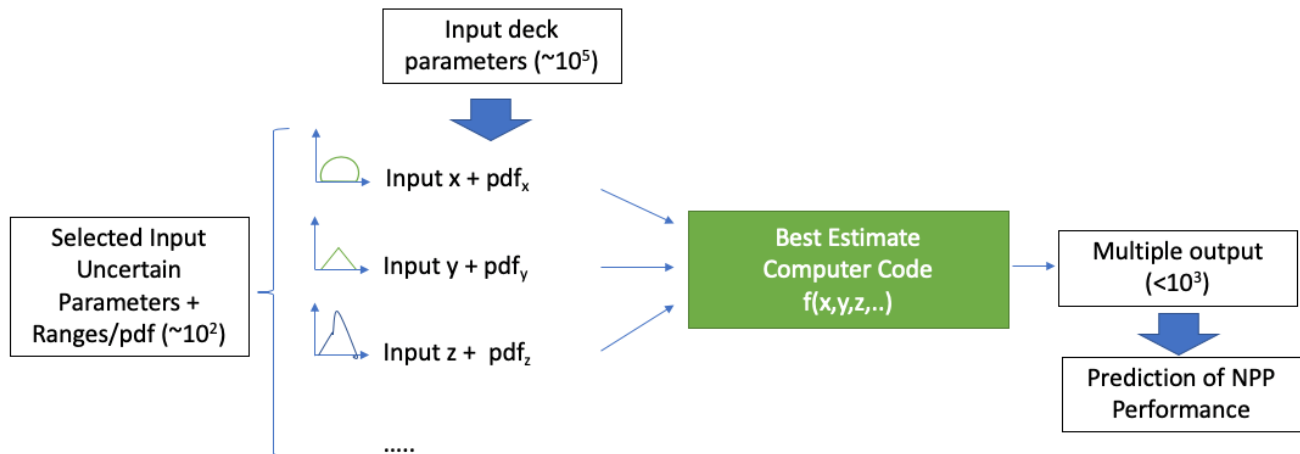 Input deck
parameters (~10⁵)
Selected Input
Uncertain
Parameters +
Ranges/pdf (~10²)
Input x + pdfₓ
Input y + pdfᵧ
Input z + pdf_z
.....
Best Estimate
Computer Code
f(x,y,z,..)
Multiple output
(<10³)
Prediction of NPP
Performance